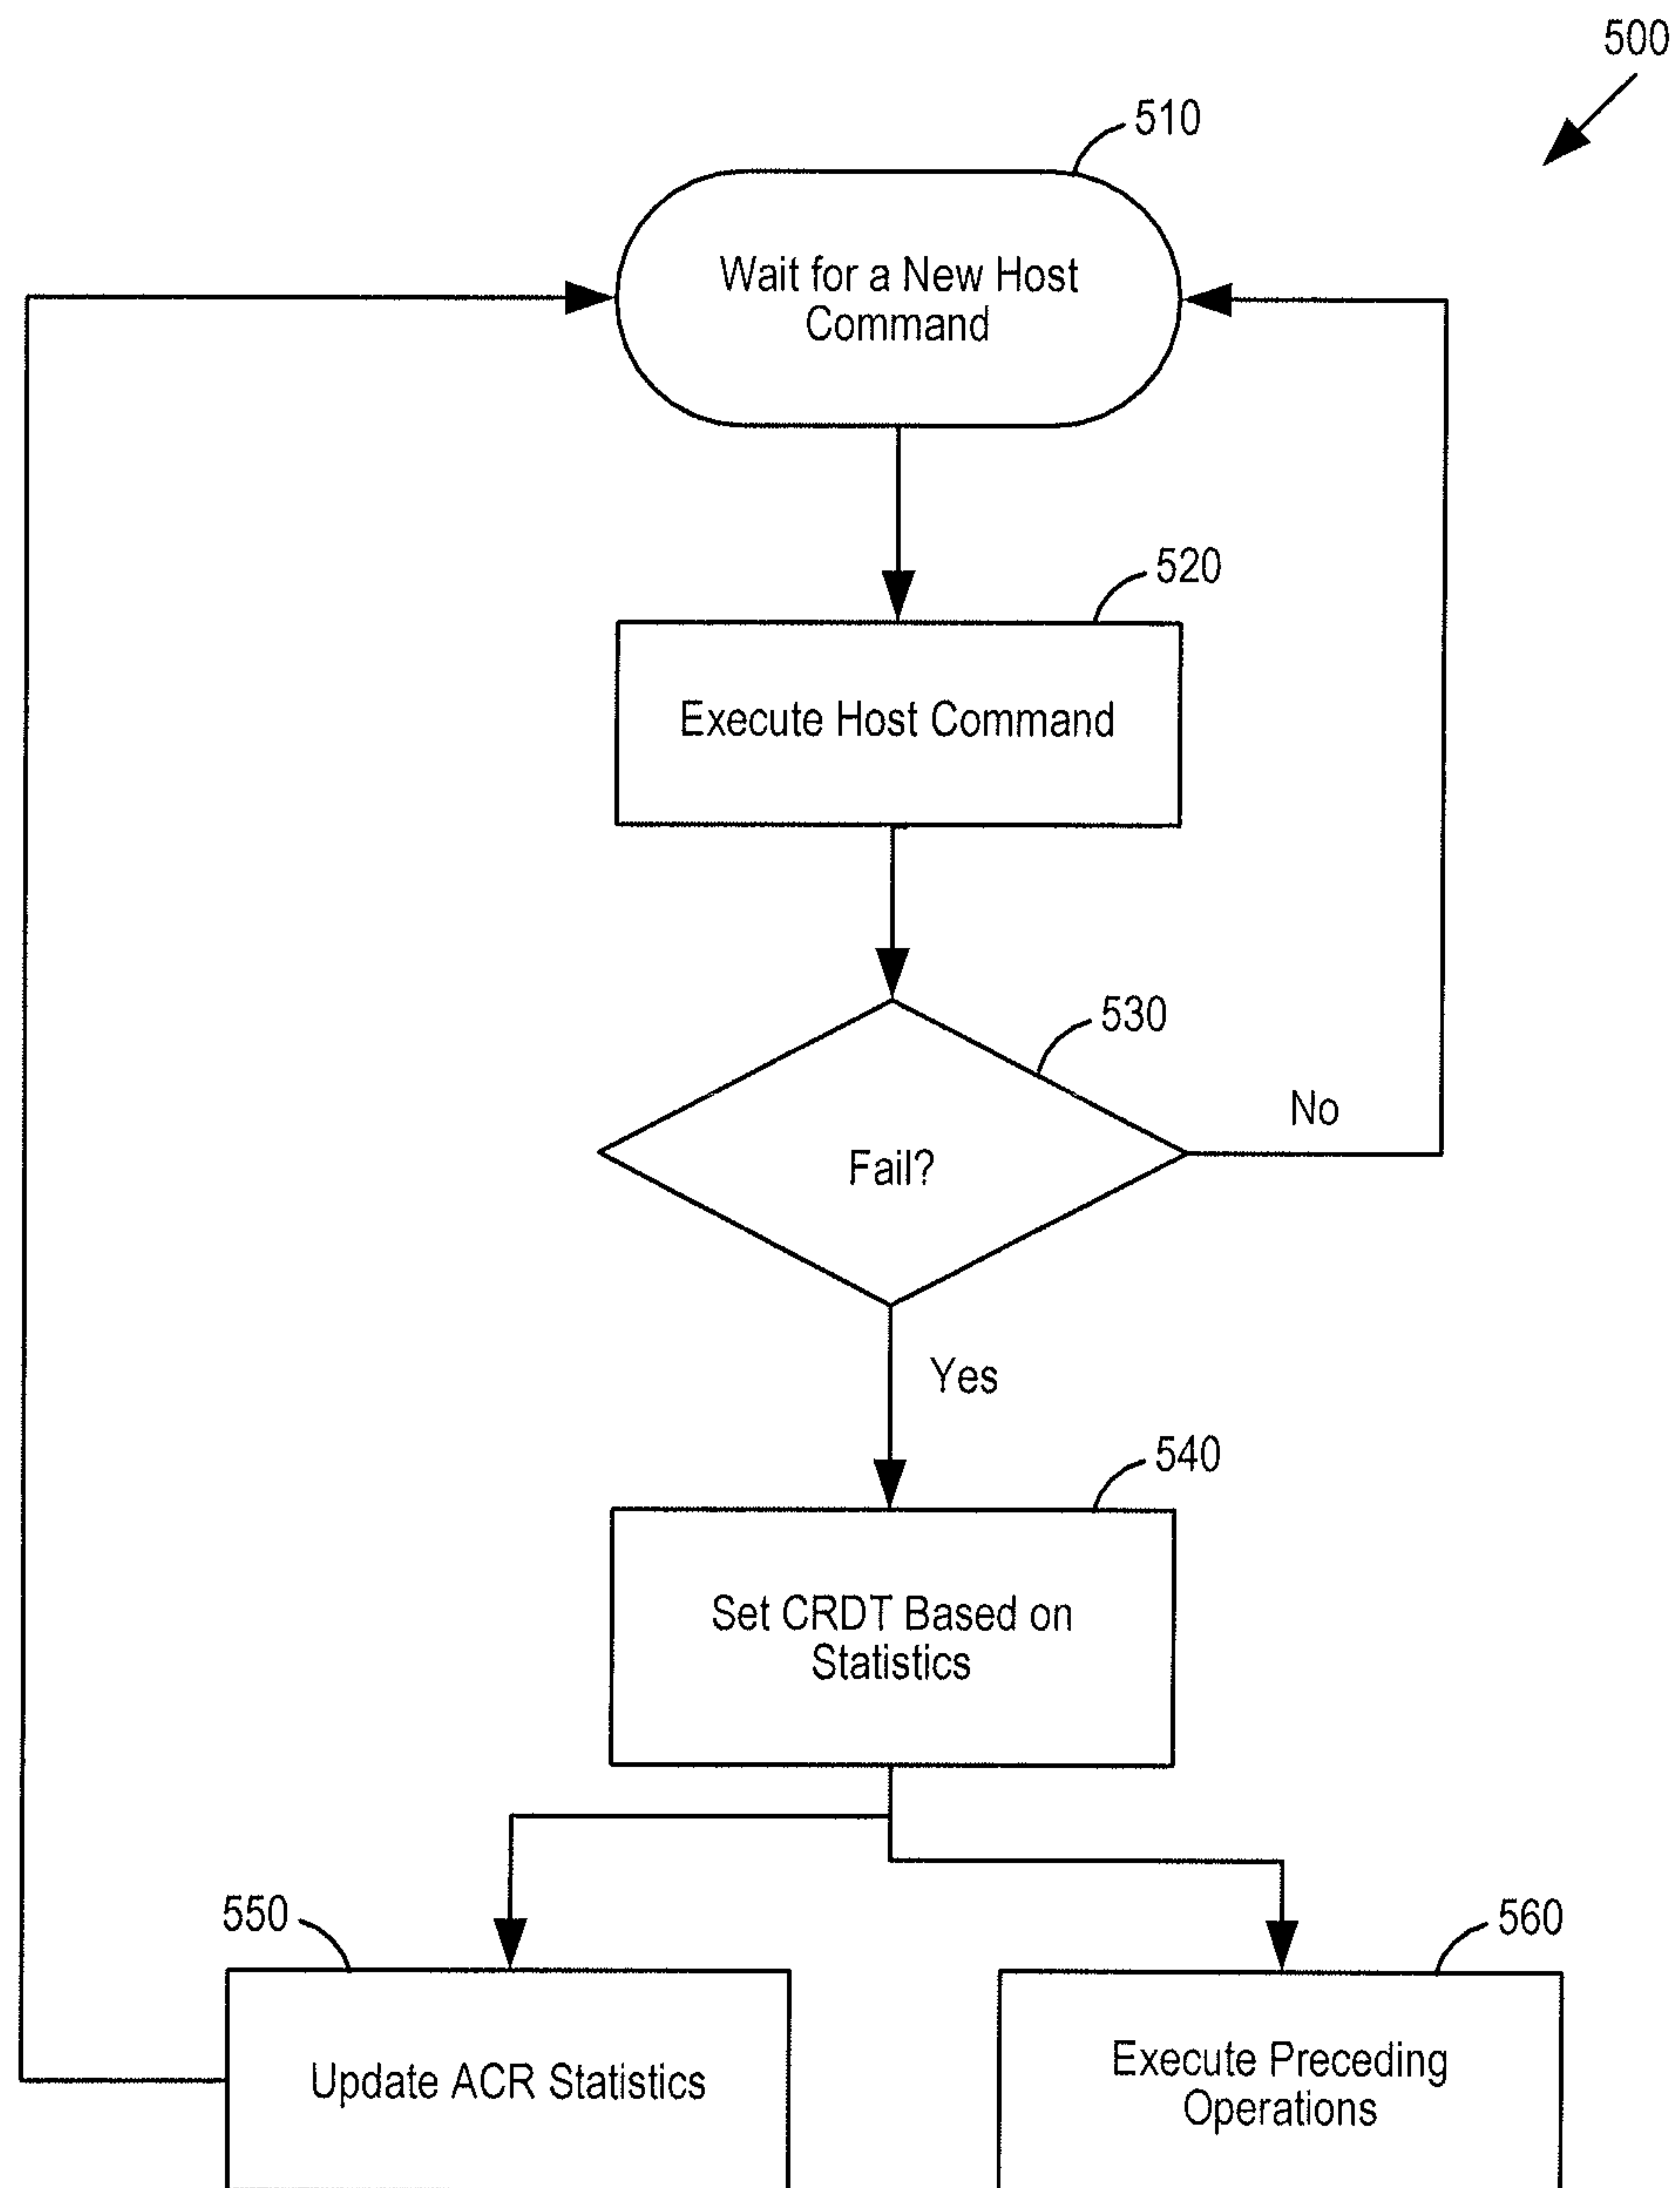 500
510
Wait for a New Host
Command
520
Execute Host Command
530
Fail?
No
Yes
540
Set CRDT Based on
Statistics
550
Update ACR Statistics
560
Execute Preceding
Operations